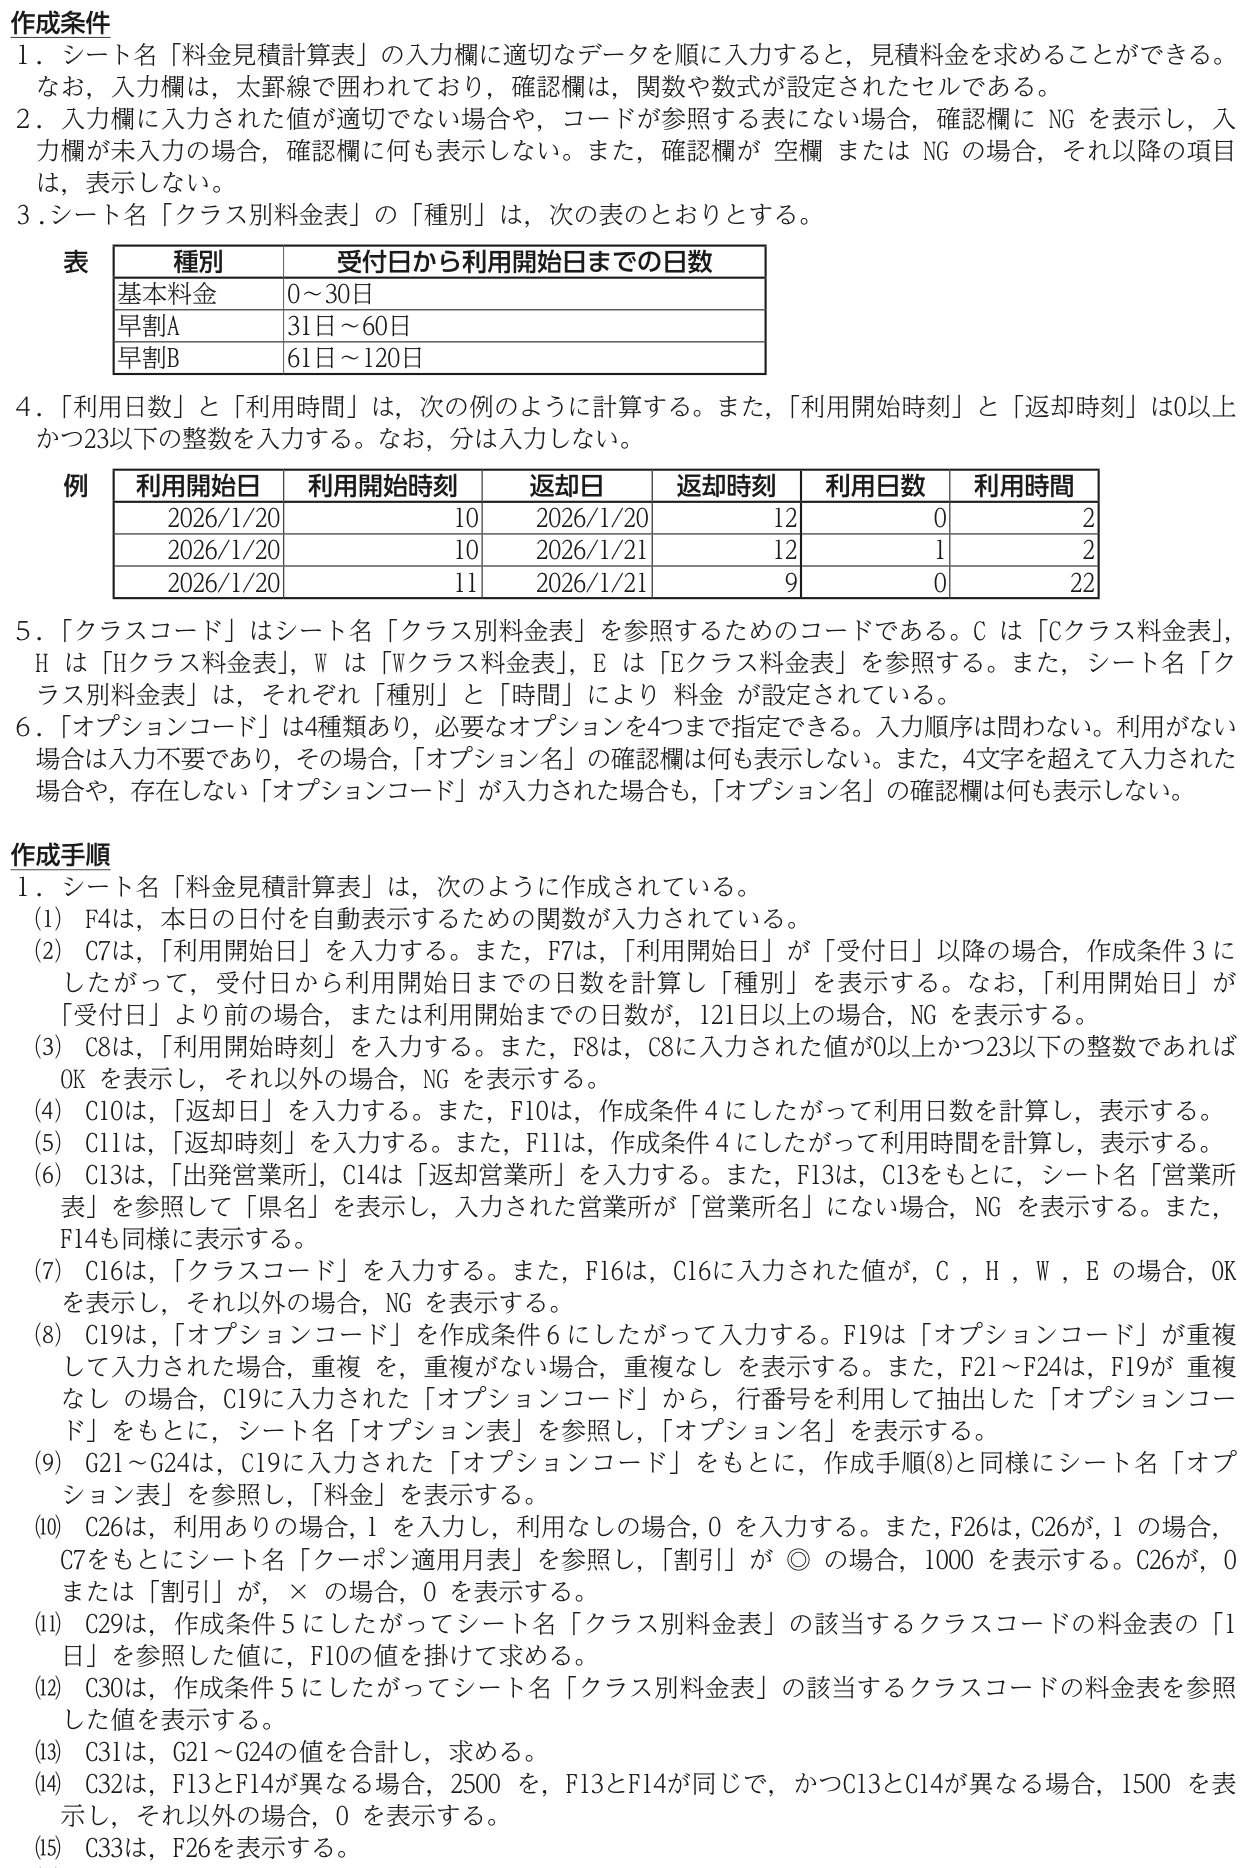 作成条件
１．シート名「料金見積計算表」の入力欄に適切なデータを順に入力すると，見積料金を求めることができる。
なお，入力欄は，太罫線で囲われており，確認欄は，関数や数式が設定されたセルである。
２．入力欄に入力された値が適切でない場合や，コードが参照する表にない場合，確認欄に NG を表示し，入
力欄が未入力の場合，確認欄に何も表示しない。また，確認欄が 空欄 または NG の場合，それ以降の項目
は，表示しない。
３．シート名「クラス別料金表」の「種別」は，次の表のとおりとする。
表 種別 受付日から利用開始日までの日数
基本料金 0～30日
早割A 31日～60日
早割B 61日～120日
４．「利用日数」と「利用時間」は，次の例のように計算する。また，「利用開始時刻」と「返却時刻」は0以上
かつ23以下の整数を入力する。なお，分は入力しない。
例 利用開始日 利用開始時刻 返却日 返却時刻 利用日数 利用時間
2026/1/20 10 2026/1/20 12 0 2
2026/1/20 10 2026/1/21 12 1 2
2026/1/20 11 2026/1/21 9 0 22
５．「クラスコード」はシート名「クラス別料金表」を参照するためのコードである。C は「Cクラス料金表」，
H は「Hクラス料金表」，W は「Wクラス料金表」，E は「Eクラス料金表」を参照する。また，シート名「ク
ラス別料金表」は，それぞれ「種別」と「時間」により 料金 が設定されている。
６．「オプションコード」は4種類あり，必要なオプションを4つまで指定できる。入力順序は問わない。利用がない
場合は入力不要であり，その場合，「オプション名」の確認欄は何も表示しない。また，4文字を超えて入力された
場合や，存在しない「オプションコード」が入力された場合も，「オプション名」の確認欄は何も表示しない。
作成手順
１．シート名「料金見積計算表」は，次のように作成されている。
⑴ F4は，本日の日付を自動表示するための関数が入力されている。
⑵ C7は，「利用開始日」を入力する。また，F7は，「利用開始日」が「受付日」以降の場合，作成条件３に
したがって，受付日から利用開始日までの日数を計算し「種別」を表示する。なお，「利用開始日」が
「受付日」より前の場合，または利用開始までの日数が，121日以上の場合，NG を表示する。
⑶ C8は，「利用開始時刻」を入力する。また，F8は，C8に入力された値が0以上かつ23以下の整数であれば
OK を表示し，それ以外の場合，NG を表示する。
⑷ C10は，「返却日」を入力する。また，F10は，作成条件４にしたがって利用日数を計算し，表示する。
⑸ C11は，「返却時刻」を入力する。また，F11は，作成条件４にしたがって利用時間を計算し，表示する。
⑹ C13は，「出発営業所」，C14は「返却営業所」を入力する。また，F13は，C13をもとに，シート名「営業所
表」を参照して「県名」を表示し，入力された営業所が「営業所名」にない場合，NG を表示する。また，
F14も同様に表示する。
⑺ C16は，「クラスコード」を入力する。また，F16は，C16に入力された値が，C ，H ，W ，E の場合，OK
を表示し，それ以外の場合，NG を表示する。
⑻ C19は，「オプションコード」を作成条件６にしたがって入力する。F19は「オプションコード」が重複
して入力された場合，重複 を，重複がない場合，重複なし を表示する。また，F21～F24は，F19が 重複
なし の場合，C19に入力された「オプションコード」から，行番号を利用して抽出した「オプションコー
ド」をもとに，シート名「オプション表」を参照し，「オプション名」を表示する。
⑼ G21～G24は，C19に入力された「オプションコード」をもとに，作成手順⑻と同様にシート名「オプ
ション表」を参照し，「料金」を表示する。
⑽ C26は，利用ありの場合，1 を入力し，利用なしの場合，0 を入力する。また，F26は，C26が，1 の場合，
C7をもとにシート名「クーポン適用月表」を参照し，「割引」が ◎ の場合，1000 を表示する。C26が，0
または「割引」が，× の場合，0 を表示する。
⑾ C29は，作成条件５にしたがってシート名「クラス別料金表」の該当するクラスコードの料金表の「1
日」を参照した値に，F10の値を掛けて求める。
⑿ C30は，作成条件５にしたがってシート名「クラス別料金表」の該当するクラスコードの料金表を参照
した値を表示する。
⒀ C31は，G21～G24の値を合計し，求める。
⒁ C32は，F13とF14が異なる場合，2500 を，F13とF14が同じで，かつC13とC14が異なる場合，1500 を表
示し，それ以外の場合，0 を表示する。
⒂ C33は，F26を表示する。